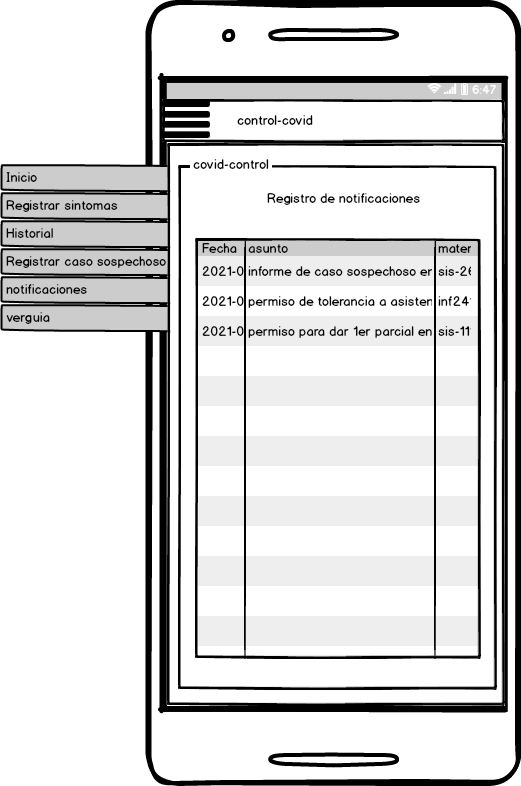 6:47
control-covid
Inicio
Registrar sintomas
Historial
Registrar caso sospechoso
notificaciones
verguia
covid-control
Registro de notificaciones
Fecha asunto mater
2021-0 informe de caso sospechoso en sis-26
2021-0 permiso de tolerancia a asisten inf24
2021-0 permiso para dar 1er parcial en sis-11